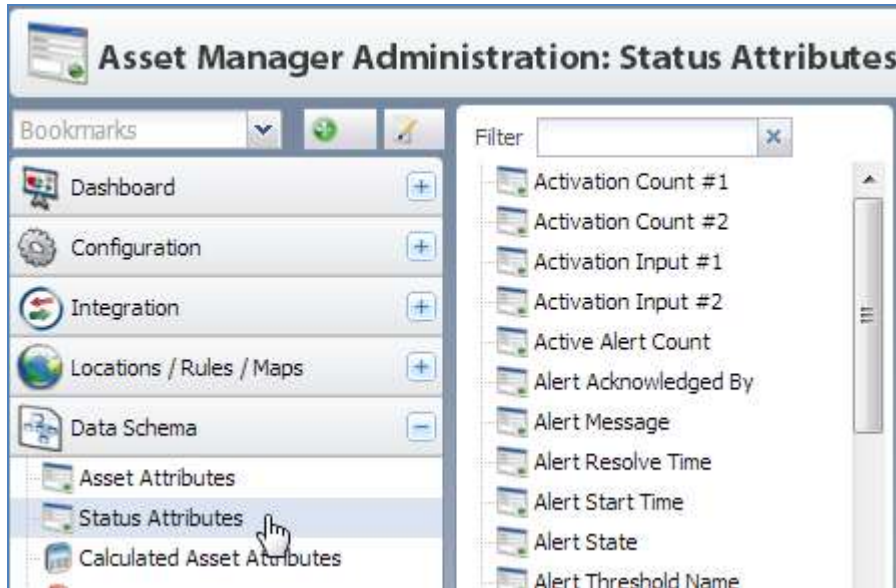 Asset Manager Administration: Status Attributes
Bookmarks
Dashboard
Configuration
Integration
Locations / Rules / Maps
Data Schema
Asset Attributes
Status Attributes
Calculated Asset Attributes
Filter
Activation Count #1
Activation Count #2
Activation Input #1
Activation Input #2
Active Alert Count
Alert Acknowledged By
Alert Message
Alert Resolve Time
Alert Start Time
Alert State
Alert Threshold Name